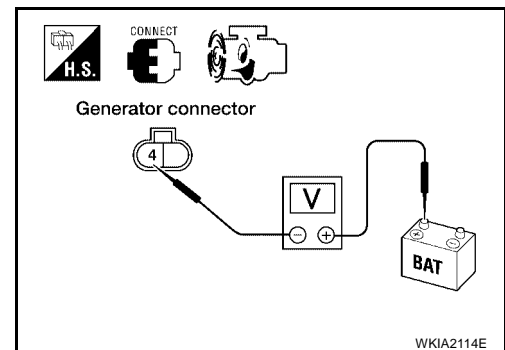 H.S.
CONNECT
Generator connector
4
V
− +
+ −
BAT
WKIA2114E